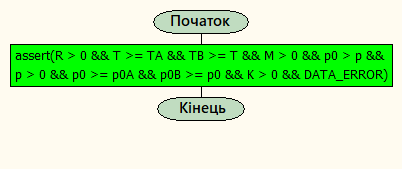 Початок
assert(R > 0 && T >= TA && TB >= T && M > 0 && p0 > p &&
p > 0 && p0 >= p0A && p0B >= p0 && K > 0 && DATA_ERROR)
Кінець